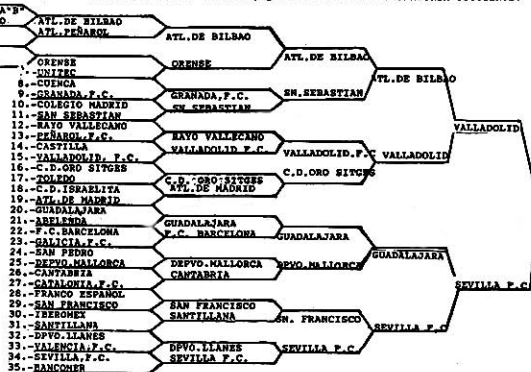 A"B"
O
ATL.DE BILBAO
ATL.PEÑAROL
ORENSE
UNITEC
8.-CUENCA
9.-GRANADA,F.C.
10.-COLEGIO MADRID
11.-SAN SEBASTIAN
12.-RAYO VALLECANO
13.-PEÑAROL,F.C.
14.-CASTILLA
15.-VALLADOLID, F.C.
16.-C.D.ORO SITGES
17.-TOLEDO
18.-C.D.ISRAELITA
19.-ATL.DE MADRID
20.-GUADALAJARA
21.-ABELENDA
22.-F.C.BARCELONA
23.-GALICIA,F.C.
24.-SAN PEDRO
25.-DEPVO.MALLORCA
26.-CANTABRIA
27.-CATALONIA,F.C.
28.-FRANCO ESPAÑOL
29.-SAN FRANCISCO
30.-IBEROMEX
31.-SANTILLANA
32.-DPVO.LLANES
33.-VALENCIA,F.C.
34.-SEVILLA,F.C.
35.-BANCOMER
ATL.DE BILBAO
ORENSE
GRANADA,F.C.
SN.SEBASTIAN
RAYO VALLECANO
VALLADOLID F.C.
C.D.ORO SITGES
ATL.DE MADRID
GUADALAJARA
F.C. BARCELONA
DEPVO.MALLORCA
CANTABRIA
SAN FRANCISCO
SANTILLANA
DPVO.LLANES
SEVILLA F.C.
ATL.DE BILBAO
SN.SEBASTIAN
VALLADOLID.F.C
C.D.ORO SITGES
GUADALAJARA
DPVO.MALLORCA
SN. FRANCISCO
SEVILLA F.C
ATL.DE BILBAO
VALLADOLID
GUADALAJARA
SEVILLA F.C
VALLADOLID
SEVILLA F.C